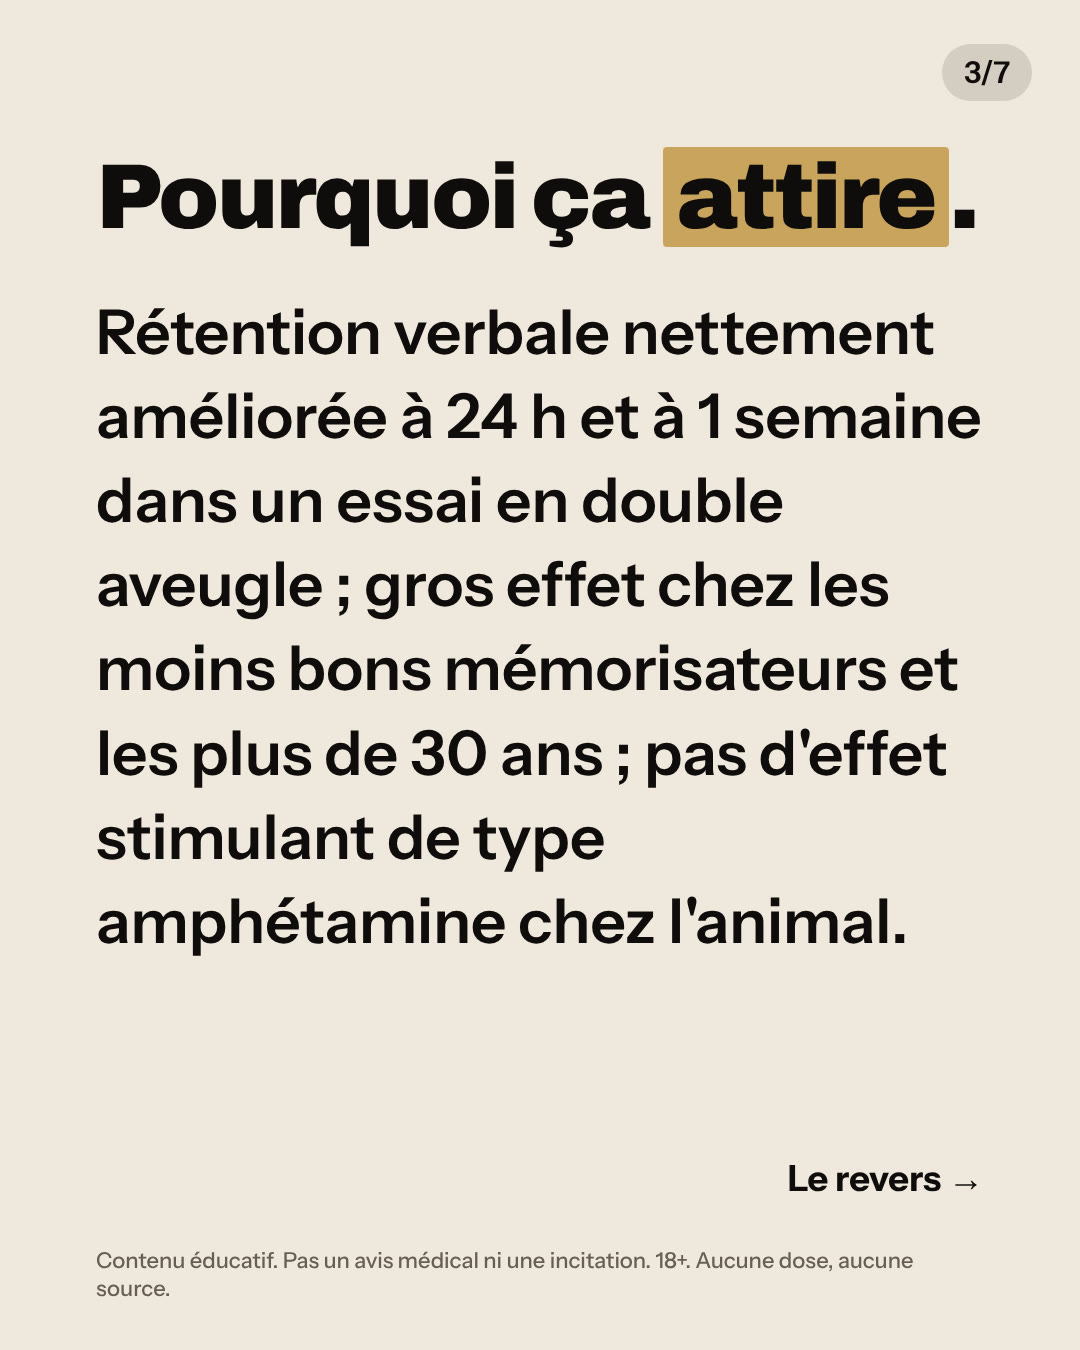 3/7
Pourquoi ça attire.
Rétention verbale nettement
améliorée à 24 h et à 1 semaine
dans un essai en double
aveugle ; gros effet chez les
moins bons mémorisateurs et
les plus de 30 ans ; pas d'effet
stimulant de type
amphétamine chez l'animal.
Le revers →
Contenu éducatif. Pas un avis médical ni une incitation. 18+. Aucune dose, aucune
source.